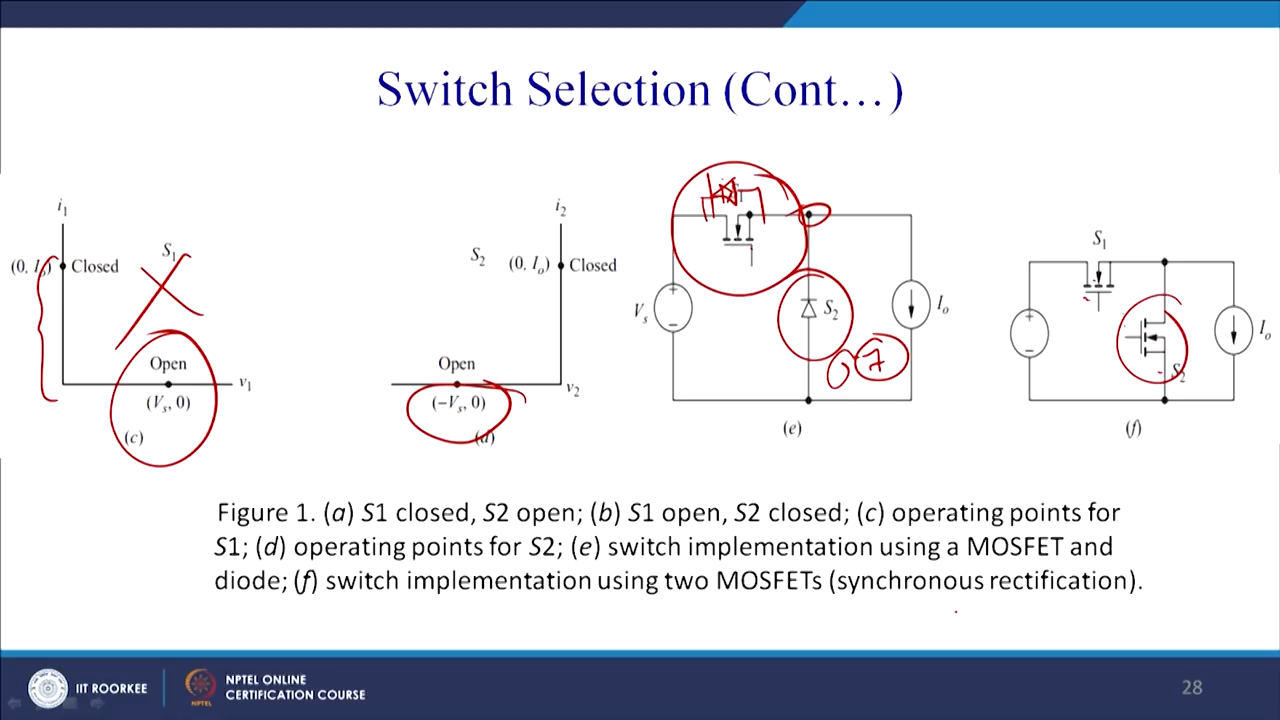 Switch Selection (Cont…)
i1
(0, Io) Closed
S1
Open
v1
(Vs, 0)
(c)
i2
S2
(0, Io) Closed
Open
v2
(−Vs, 0)
(d)
+
Vs
−
S2
Io
0.7
(e)
S1
+
−
S2
Io
(f)
Figure 1. (a) S1 closed, S2 open; (b) S1 open, S2 closed; (c) operating points for
S1; (d) operating points for S2; (e) switch implementation using a MOSFET and
diode; (f) switch implementation using two MOSFETs (synchronous rectification).
IIT ROORKEE
NPTEL
NPTEL ONLINE
CERTIFICATION COURSE
28